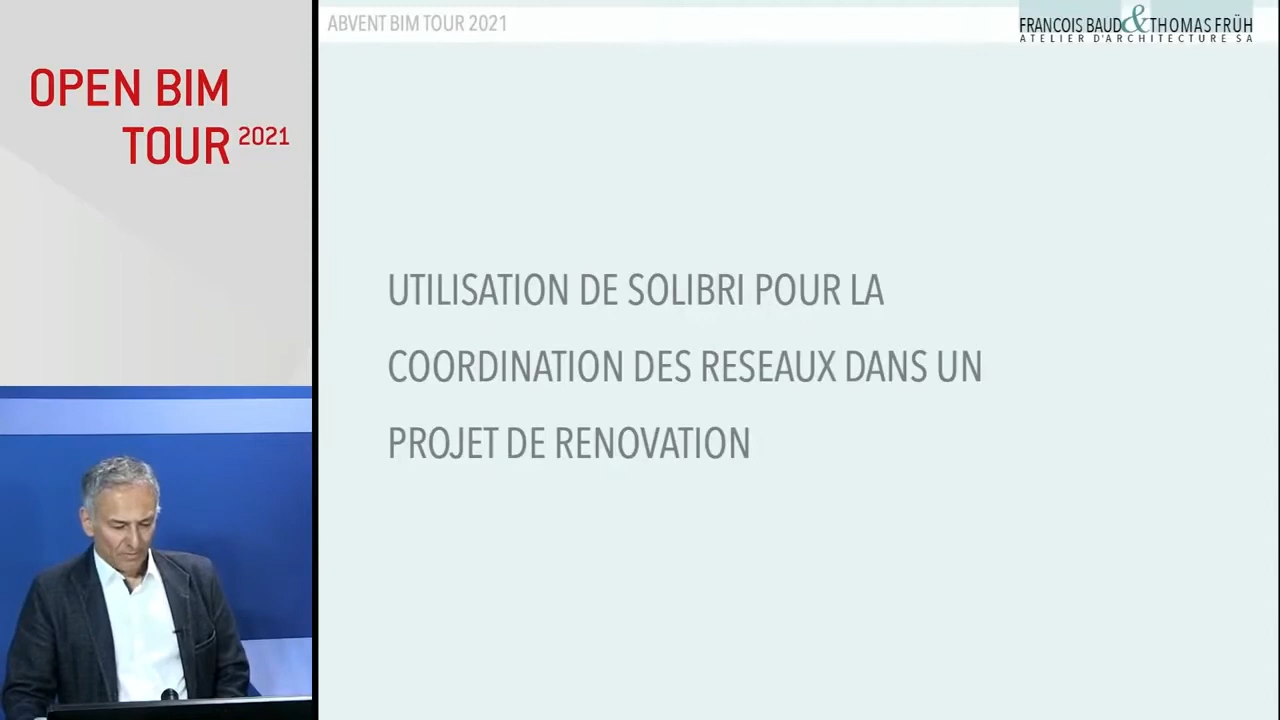 OPEN BIM
TOUR 2021
ABVENT BIM TOUR 2021
FRANCOIS BAUD & THOMAS FRÜH
ATELIER D'ARCHITECTURE SA
UTILISATION DE SOLIBRI POUR LA
COORDINATION DES RESEAUX DANS UN
PROJET DE RENOVATION